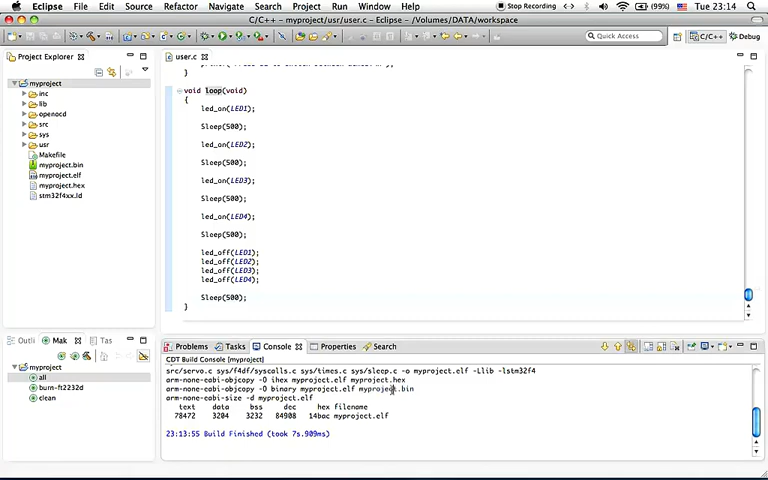 Eclipse File Edit Source Refactor Navigate Search Project Run Window Help Stop Recording (99%) Tue 23:14
C/C++ – myproject/usr/user.c – Eclipse – /Volumes/DATA/workspace
Quick Access C/C++ Debug
Project Explorer
user.c
myproject
inc
lib
openocd
src
sys
usr
Makefile
myproject.bin
myproject.elf
myproject.hex
stm32f4xx.ld
}
void loop(void)
{
led_on(LED1);
Sleep(500);
led_on(LED2);
Sleep(500);
led_on(LED3);
Sleep(500);
led_on(LED4);
Sleep(500);
led_off(LED1);
led_off(LED2);
led_off(LED3);
led_off(LED4);
Sleep(500);
}
Outli Mak Tas
myproject
all
burn-ft2232d
clean
Problems Tasks Console Properties Search
CDT Build Console [myproject]
src/servo.c sys/f4df/syscalls.c sys/times.c sys/sleep.c -o myproject.elf -Llib -lstm32f4
arm-none-eabi-objcopy -O ihex myproject.elf myproject.hex
arm-none-eabi-objcopy -O binary myproject.elf myproject.bin
arm-none-eabi-size -d myproject.elf
text data bss dec hex filename
78472 3204 3232 84908 14bac myproject.elf
23:13:55 Build Finished (took 7s.909ms)